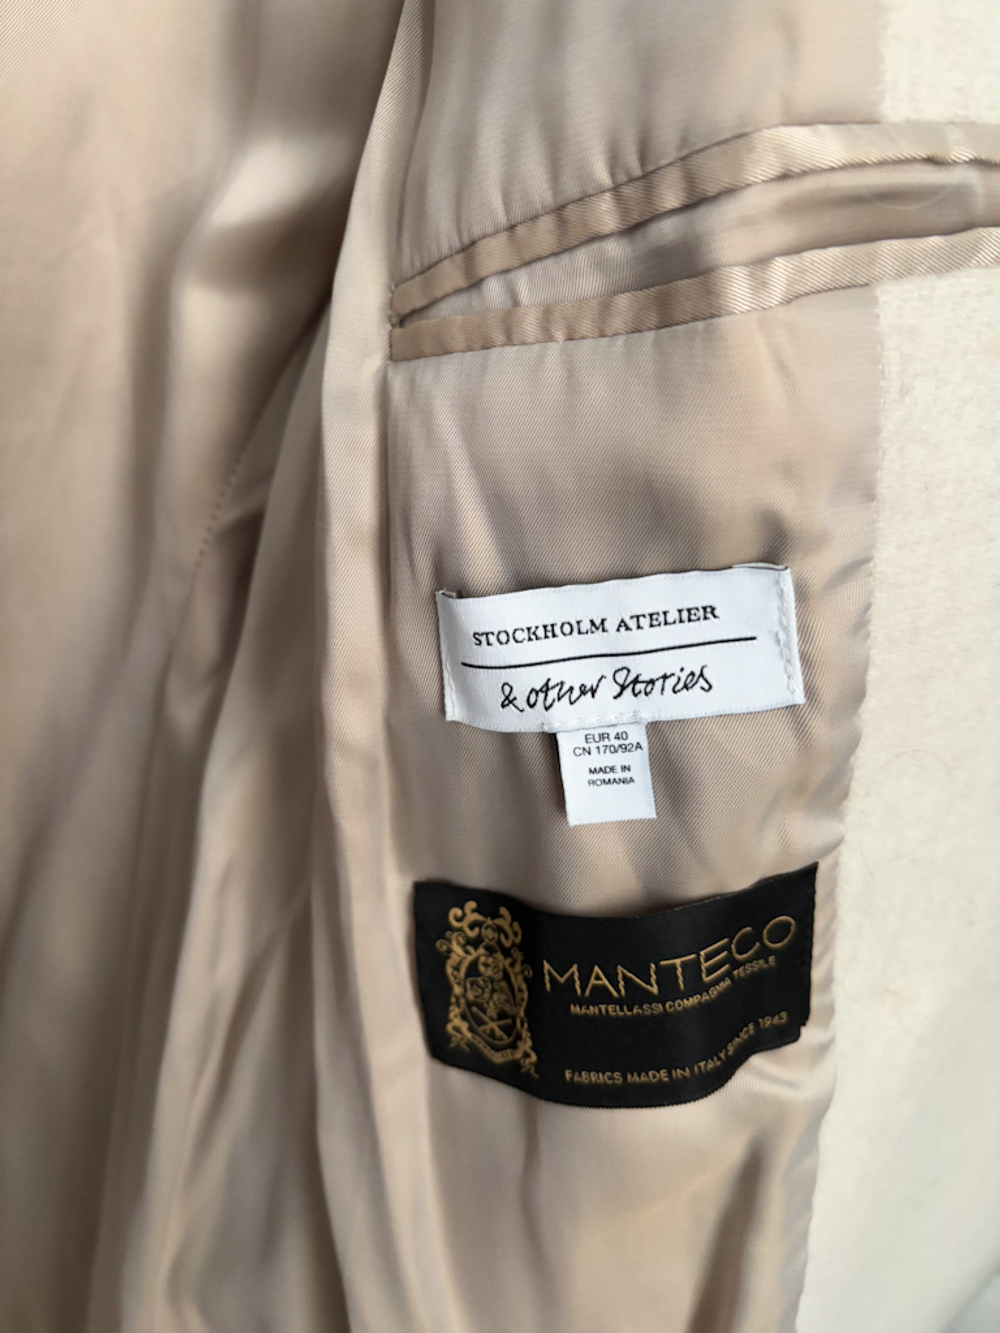 STOCKHOLM ATELIER
& other Stories
EUR 40
CN 170/92A
MADE IN
ROMANIA
MANTECO
MANTELLASSI COMPAGNIA TESSILE
FABRICS MADE IN ITALY SINCE 1943